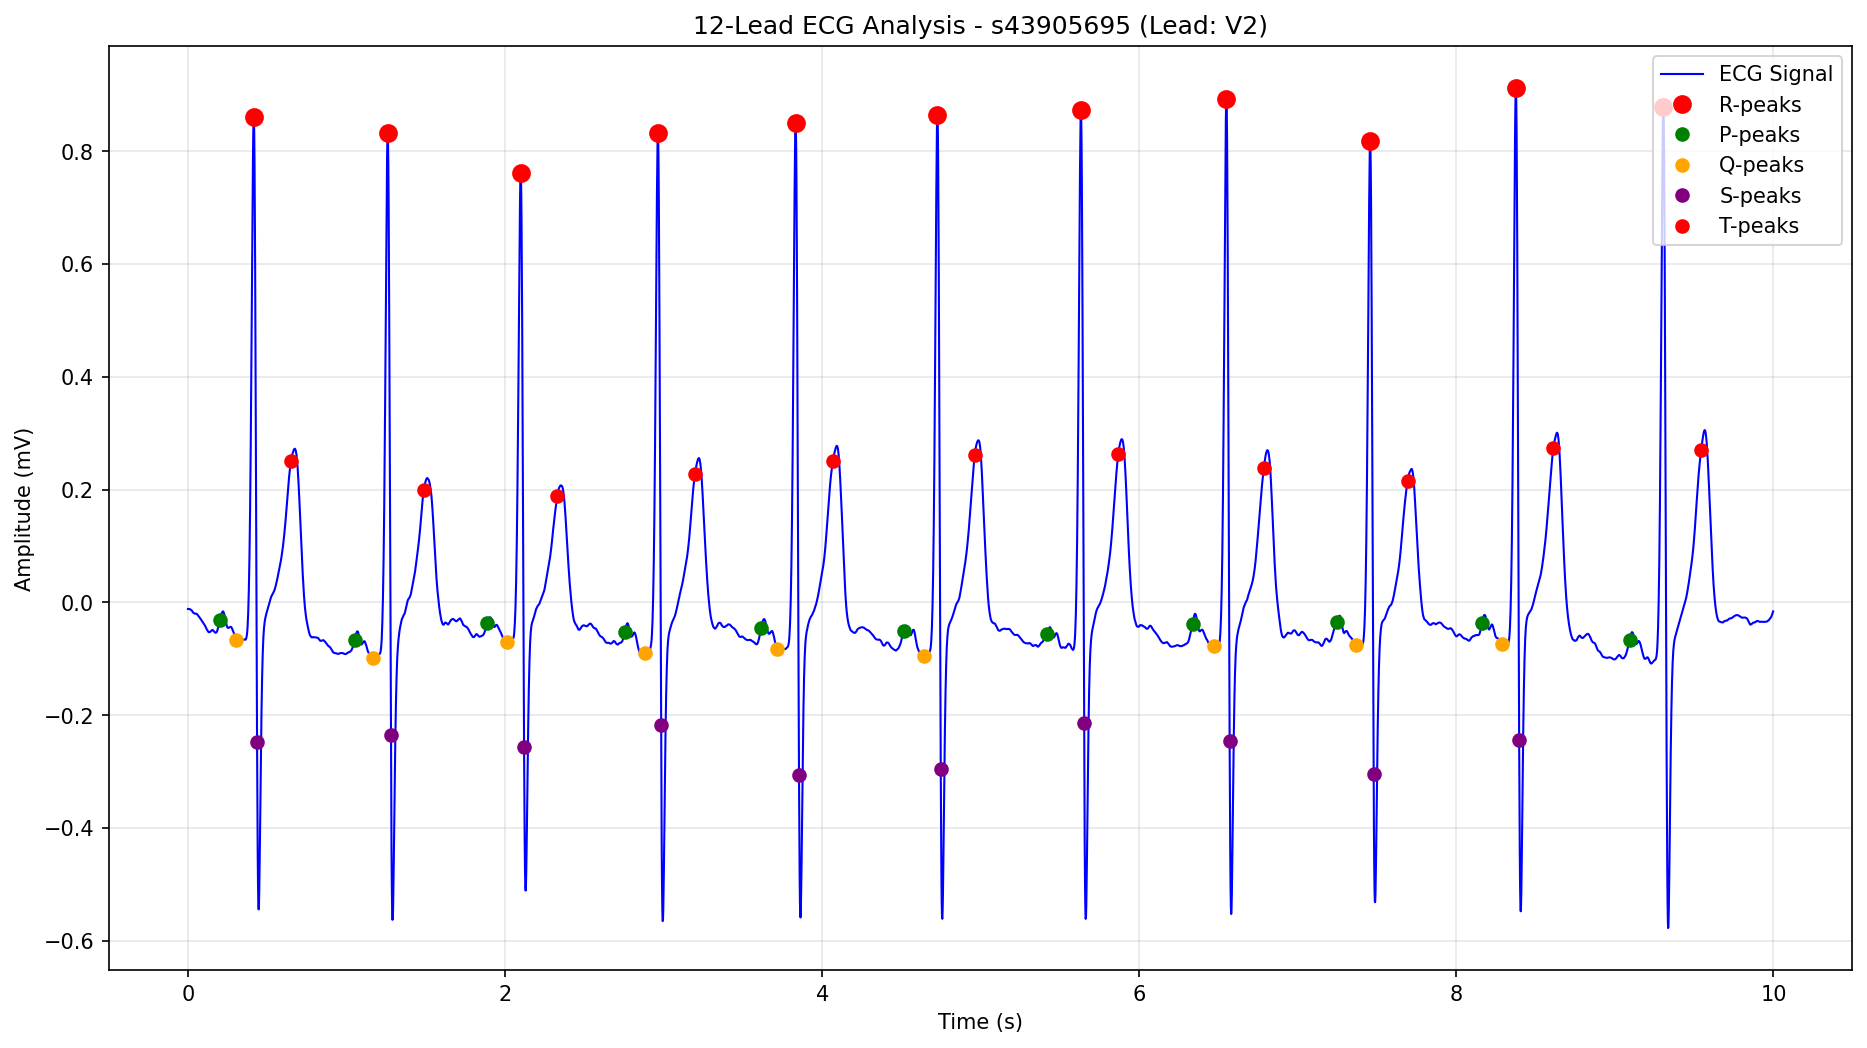 12-Lead ECG Analysis - s43905695 (Lead: V2)
ECG Signal
R-peaks
P-peaks
Q-peaks
S-peaks
T-peaks
Amplitude (mV)
0.8
0.6
0.4
0.2
0.0
−0.2
−0.4
−0.6
0 2 4 6 8 10
Time (s)